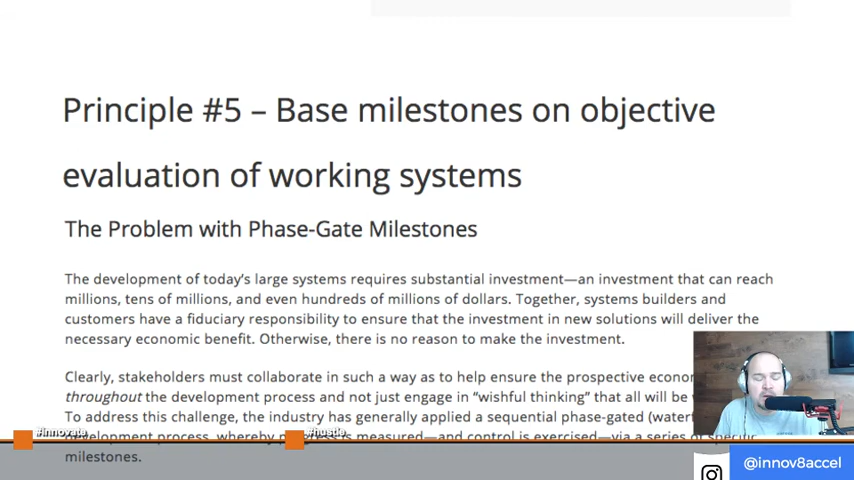 Principle #5 – Base milestones on objective
evaluation of working systems
The Problem with Phase-Gate Milestones
The development of today's large systems requires substantial investment—an investment that can reach
millions, tens of millions, and even hundreds of millions of dollars. Together, systems builders and
customers have a fiduciary responsibility to ensure that the investment in new solutions will deliver the
necessary economic benefit. Otherwise, there is no reason to make the investment.
Clearly, stakeholders must collaborate in such a way as to help ensure the prospective
throughout the development process and not just engage in “wishful thinking” that all will be
To address this challenge, the industry has generally applied a sequential phase-gated
development process, whereby progress is measured—and control is exercised—via a series of specific
milestones.
#innovate
#hustle
@innov8accel